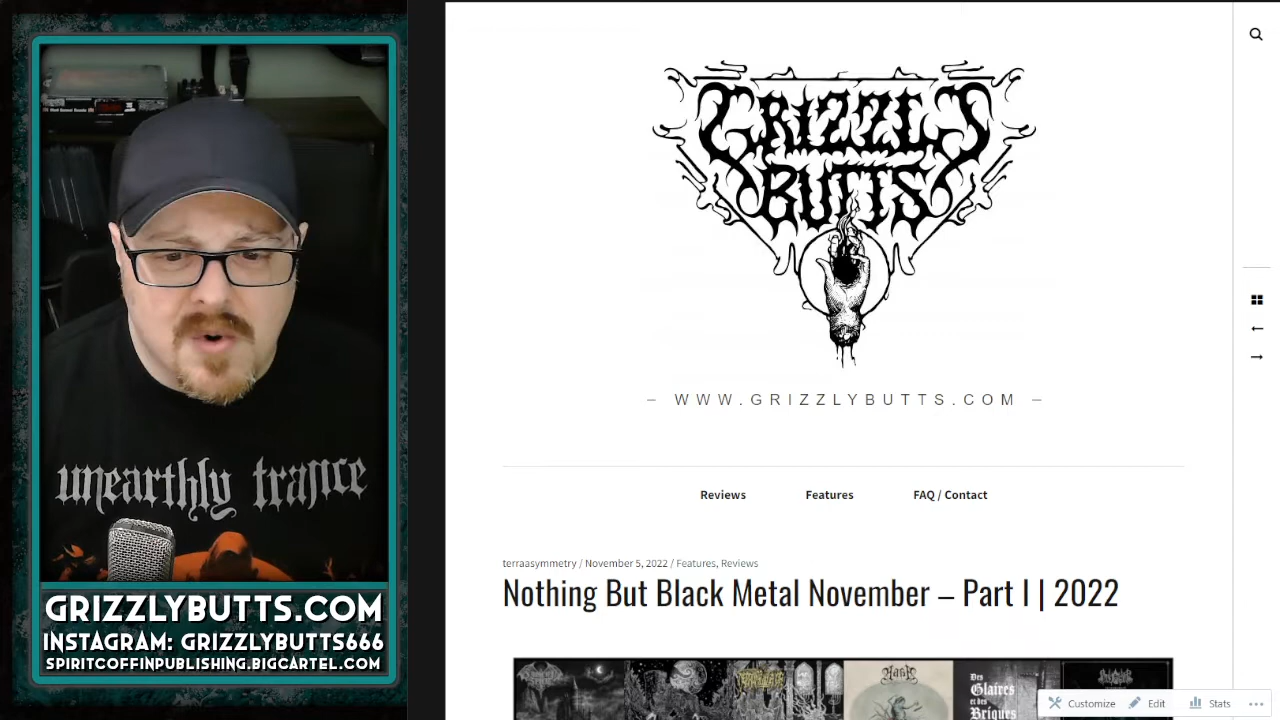 unearthly trance
GRIZZLYBUTTS.COM
INSTAGRAM: GRIZZLYBUTTS666
SPIRITCOFFINPUBLISHING.BIGCARTEL.COM
GRIZZLY
BUTTS
– WWW.GRIZZLYBUTTS.COM –
Reviews Features FAQ / Contact
terraasymmetry / November 5, 2022 / Features, Reviews
Nothing But Black Metal November – Part I | 2022
Des
Glaires
et des
Briques
Customize Edit Stats